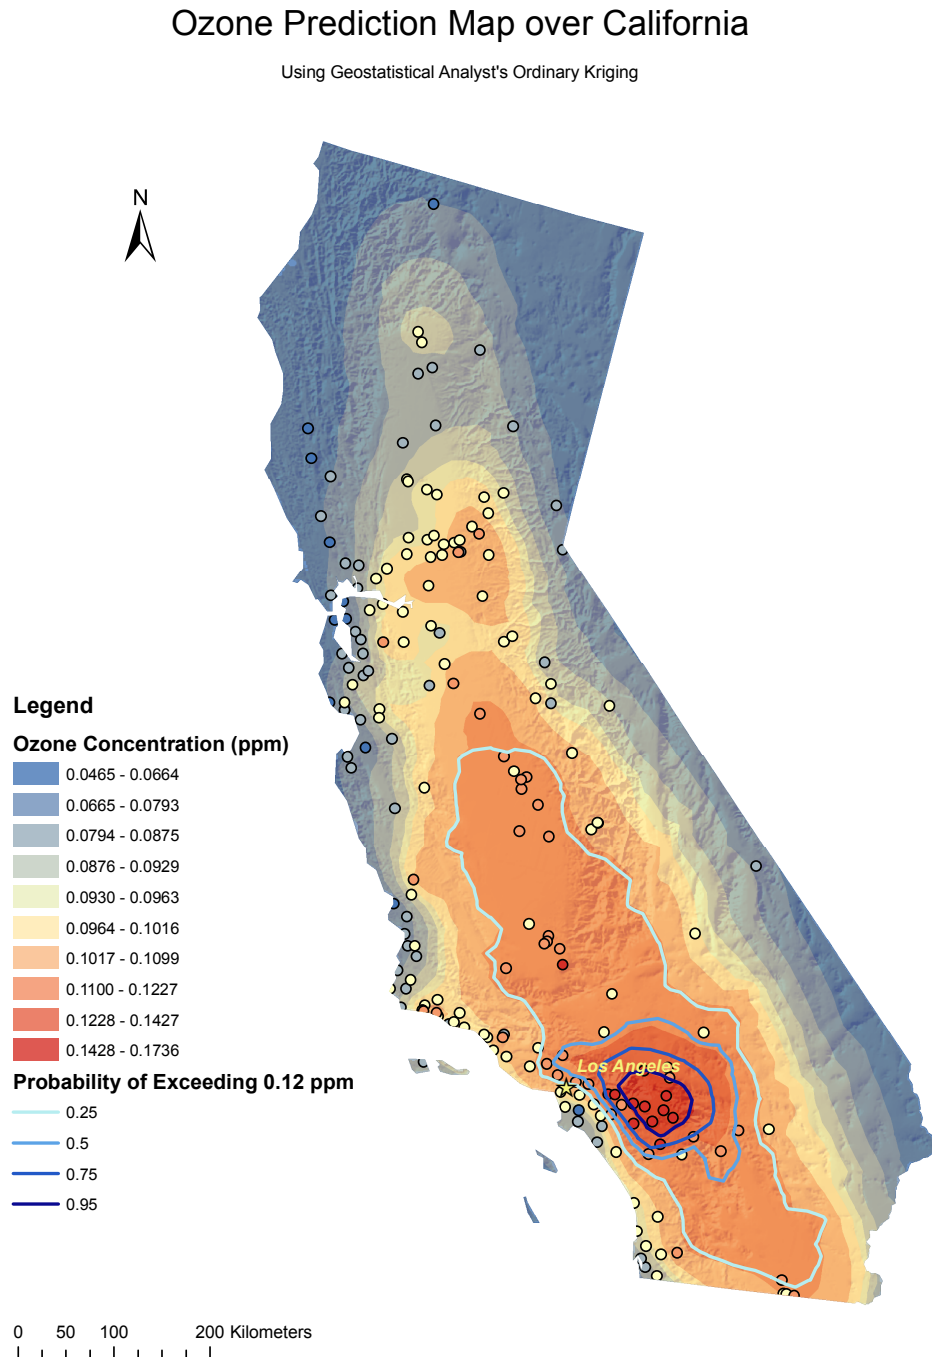 Ozone Prediction Map over California
Using Geostatistical Analyst's Ordinary Kriging
N
Los Angeles
Legend
Ozone Concentration (ppm)
0.0465 - 0.0664
0.0665 - 0.0793
0.0794 - 0.0875
0.0876 - 0.0929
0.0930 - 0.0963
0.0964 - 0.1016
0.1017 - 0.1099
0.1100 - 0.1227
0.1228 - 0.1427
0.1428 - 0.1736
Probability of Exceeding 0.12 ppm
0.25
0.5
0.75
0.95
0 50 100 200 Kilometers